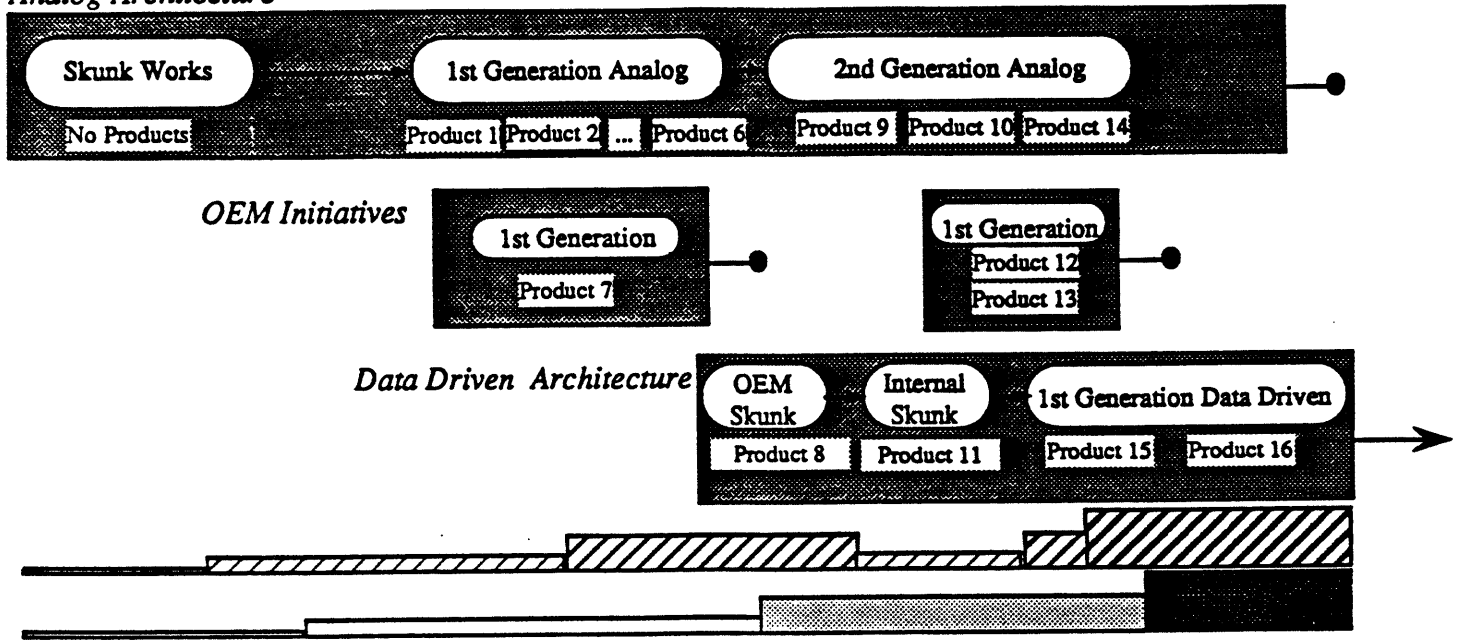 Skunk Works 1st Generation Analog 2nd Generation Analog
No Products Product 1 Product 2 ... Product 6 Product 9 Product 10 Product 14
OEM Initiatives
1st Generation
Product 7
1st Generation
Product 12
Product 13
Data Driven Architecture
OEM
Skunk
Product 8
Internal
Skunk
Product 11
1st Generation Data Driven
Product 15 Product 16